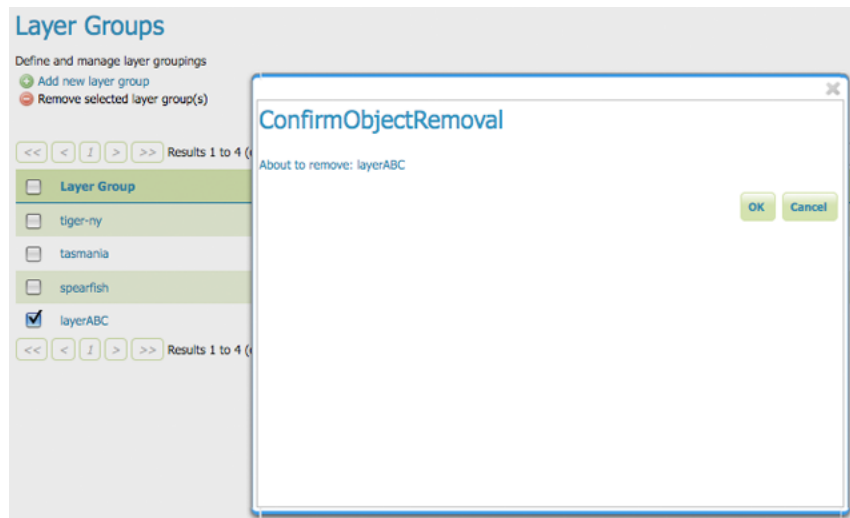 Layer Groups
Define and manage layer groupings
Add new layer group
Remove selected layer group(s)
<< < 1 > >> Results 1 to 4 (
Layer Group
tiger-ny
tasmania
spearfish
layerABC
<< < 1 > >> Results 1 to 4 (
ConfirmObjectRemoval
About to remove: layerABC
OK Cancel